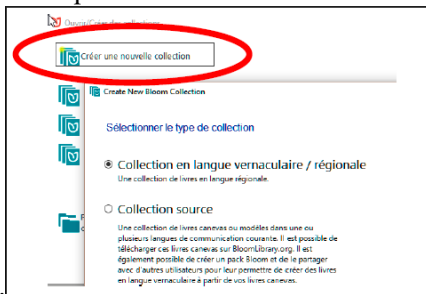 Ouvrir/Créer des collections
Créer une nouvelle collection
Create New Bloom Collection
Sélectionner le type de collection
Collection en langue vernaculaire / régionale
Une collection de livres en langue régionale.
Collection source
Une collection de livres canevas ou modèles dans une ou
plusieurs langues de communication courante. Il est possible de
télécharger ces livres canevas sur BloomLibrary.org. Il est
également possible de créer un pack Bloom et de le partager
avec d'autres utilisateurs pour leur permettre de créer des livres
en langue vernaculaire à partir de vos livres canevas.